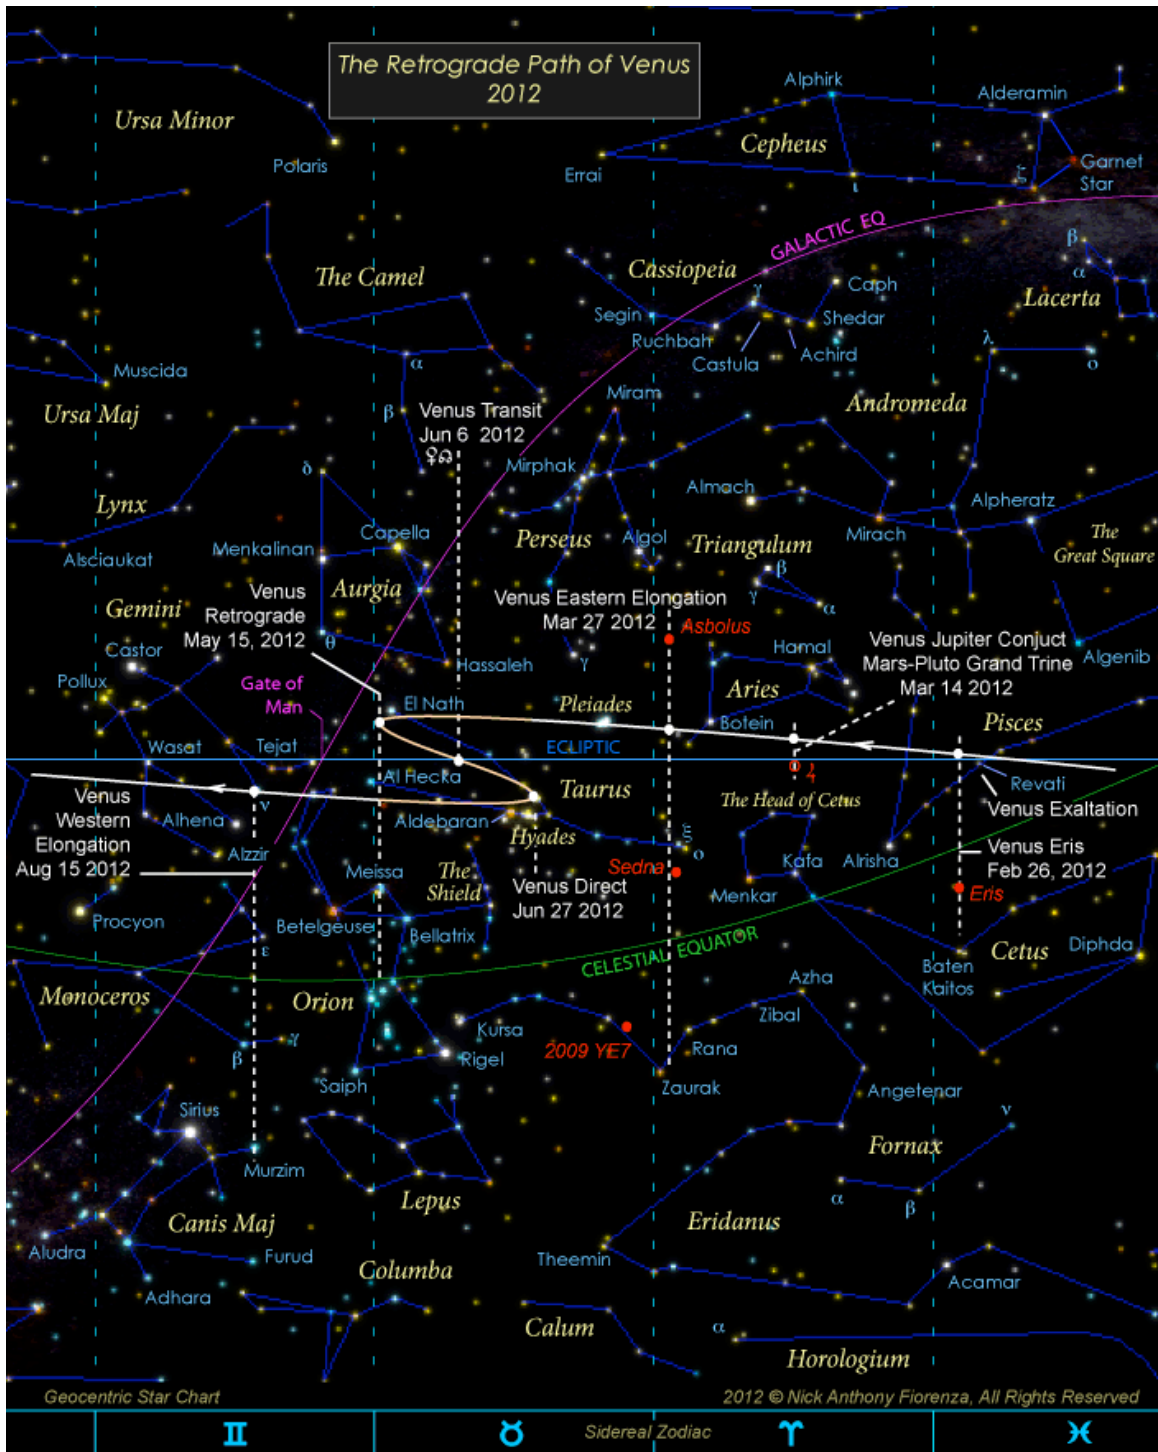 The Retrograde Path of Venus
2012
Alphirk
Alderamin
Ursa Minor
Cepheus
Polaris
Errai
ι
ξ
Garnet
Star
GALACTIC EQ
β
The Camel
Cassiopeia
γ
Caph
α
Lacerta
Segin
Ruchbah
Shedar
Castula
Achird
λ
ο
Muscida
α
Miram
Andromeda
Ursa Maj
β
Venus Transit
Jun 6 2012
♀☊
δ
Mirphak
Almach
Alpheratz
Lynx
Capella
Perseus
Algol
Triangulum
Mirach
The
Great Square
Alsciaukat
Menkalinan
β
Venus
Retrograde
May 15, 2012
Aurgia
Venus Eastern Elongation
Mar 27 2012
γ
α
Gemini
θ
Asbolus
Venus Jupiter Conjuct
Mars-Pluto Grand Trine
Mar 14 2012
Castor
Hassaleh
γ
Hamal
Algenib
Pollux
Gate of
Man
El Nath
Pleiades
Aries
Botein
Pisces
Wasat
Tejat
ECLIPTIC
Al Hecka
♃
Revati
Taurus
The Head of Cetus
Venus Exaltation
Venus
Western
Elongation
Aug 15 2012
ν
Alhena
Alzzir
Aldebaran
Hyades
ξ
ο
Venus Eris
Feb 26, 2012
Meissa
The
Shield
Sedna
Kafa
Alrisha
Menkar
Eris
Venus Direct
Jun 27 2012
Procyon
Betelgeuse
Bellatrix
ε
CELESTIAL EQUATOR
Cetus
Diphda
Baten
Kaitos
Monoceros
Orion
Azha
Zibal
Kursa
γ
β
Rigel
2009 YE7
Rana
Saiph
Zaurak
Angetenar
Sirius
ν
Murzim
Fornax
Lepus
α
β
Canis Maj
Eridanus
Aludra
Furud
Theemin
Columba
Acamar
Adhara
Calum
α
Horologium
Geocentric Star Chart
2012 © Nick Anthony Fiorenza, All Rights Reserved
♊ ♉ Sidereal Zodiac ♈ ♓